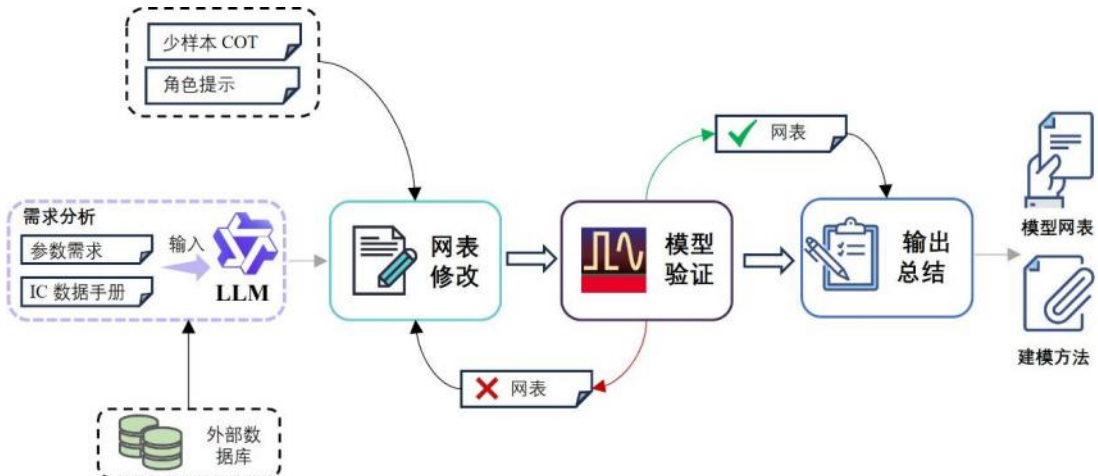 少样本 COT
角色提示
需求分析
参数需求
IC 数据手册
输入
LLM
外部数
据库
网表
修改
模型
验证
网表
网表
输出
总结
模型网表
建模方法